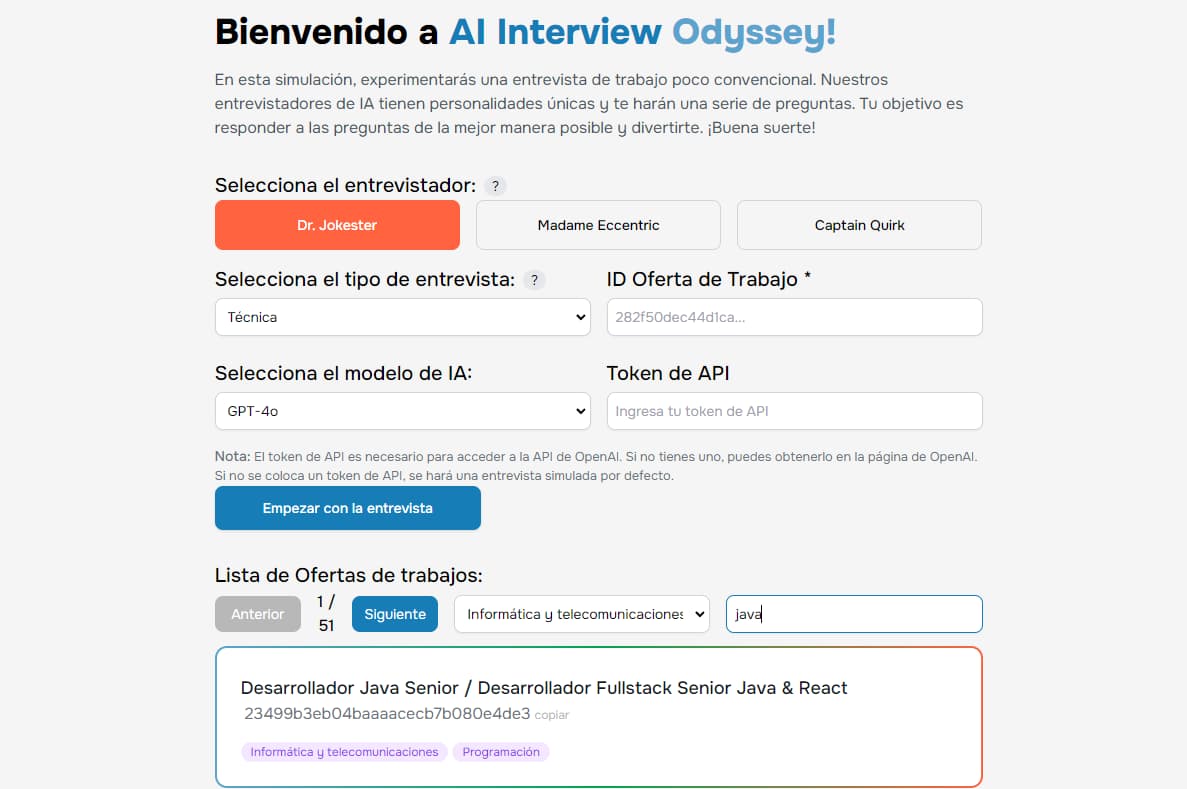 Bienvenido a AI Interview Odyssey!
En esta simulación, experimentarás una entrevista de trabajo poco convencional. Nuestros
entrevistadores de IA tienen personalidades únicas y te harán una serie de preguntas. Tu objetivo es
responder a las preguntas de la mejor manera posible y divertirte. ¡Buena suerte!
Selecciona el entrevistador: ?
Dr. Jokester
Madame Eccentric
Captain Quirk
Selecciona el tipo de entrevista: ?
Técnica
ID Oferta de Trabajo *
282f50dec44d1ca...
Selecciona el modelo de IA:
GPT-4o
Token de API
Ingresa tu token de API
Nota: El token de API es necesario para acceder a la API de OpenAI. Si no tienes uno, puedes obtenerlo en la página de OpenAI.
Si no se coloca un token de API, se hará una entrevista simulada por defecto.
Empezar con la entrevista
Lista de Ofertas de trabajos:
Anterior
1 /
51
Siguiente
Informática y telecomunicaciones
java
Desarrollador Java Senior / Desarrollador Fullstack Senior Java & React
23499b3eb04baaaacecb7b080e4de3 copiar
Informática y telecomunicaciones
Programación